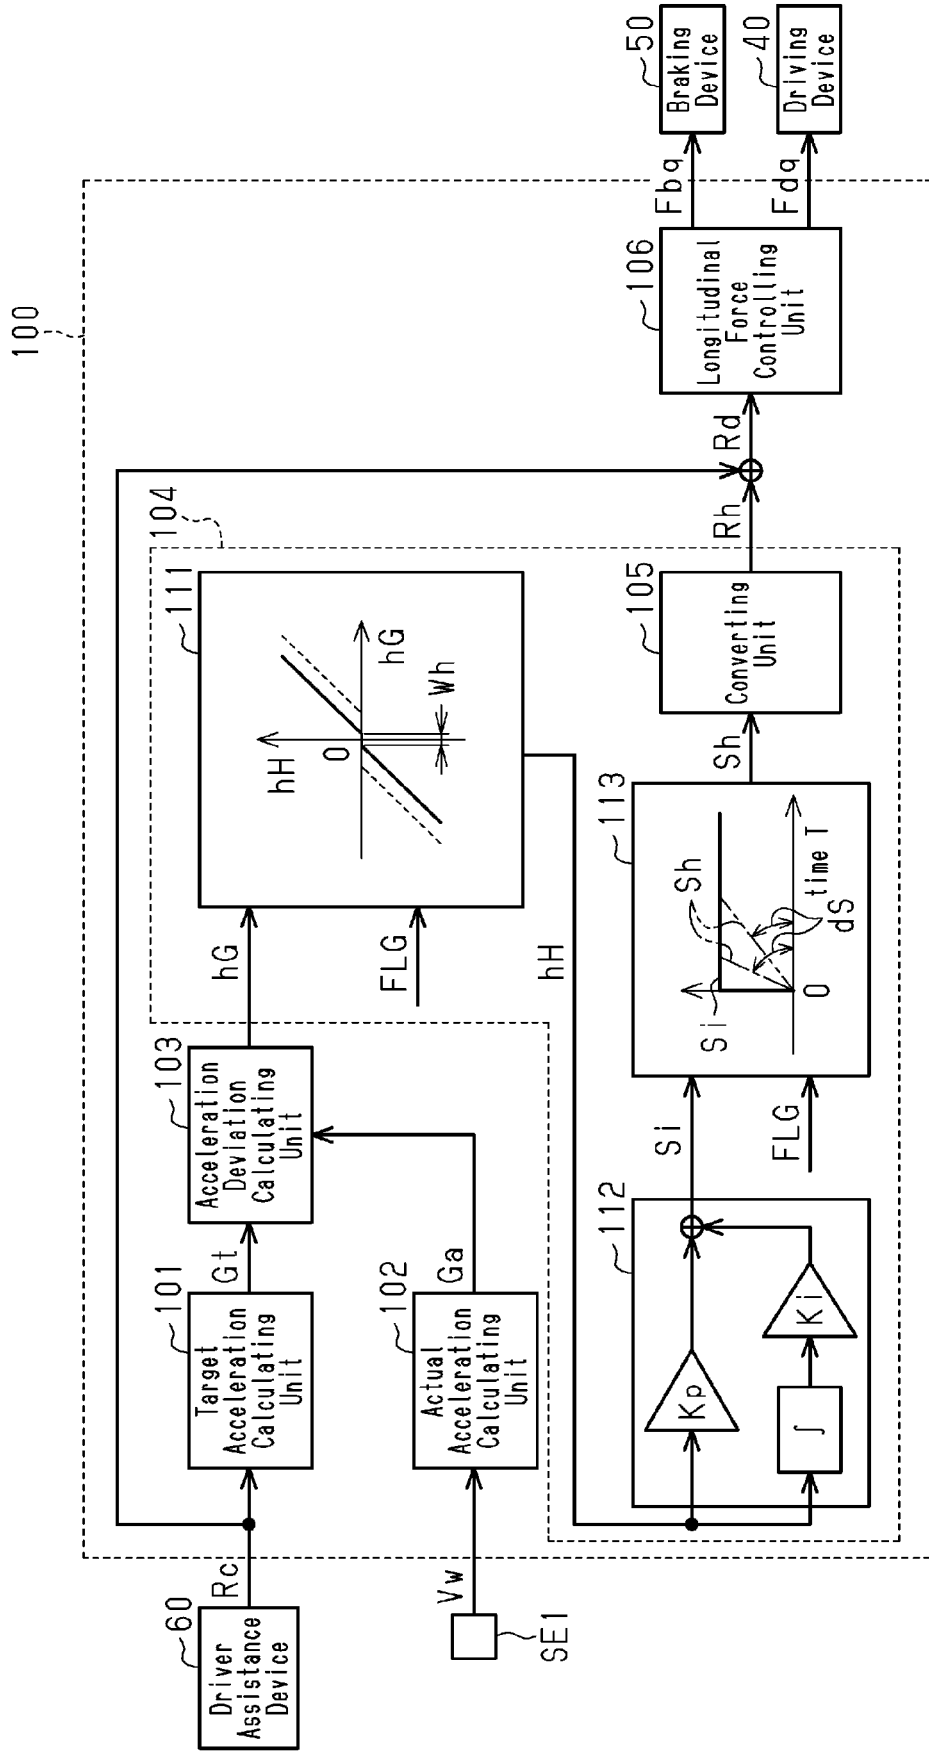 100
60
Driver
Assistance
Device
Rc
101
Target
Acceleration
Calculating
Unit
Gt
103
Acceleration
Deviation
Calculating
Unit
hG
FLG
104
111
hH
0
hG
Wh
Vw
SE1
102
Actual
Acceleration
Calculating
Unit
Ga
hH
112
Kp
∫
Ki
Si
FLG
113
Si
Sh
0
time T
dS
Sh
105
Converting
Unit
Rh
Rd
106
Longitudinal
Force
Controlling
Unit
Fbq
Fdq
50
Braking
Device
40
Driving
Device